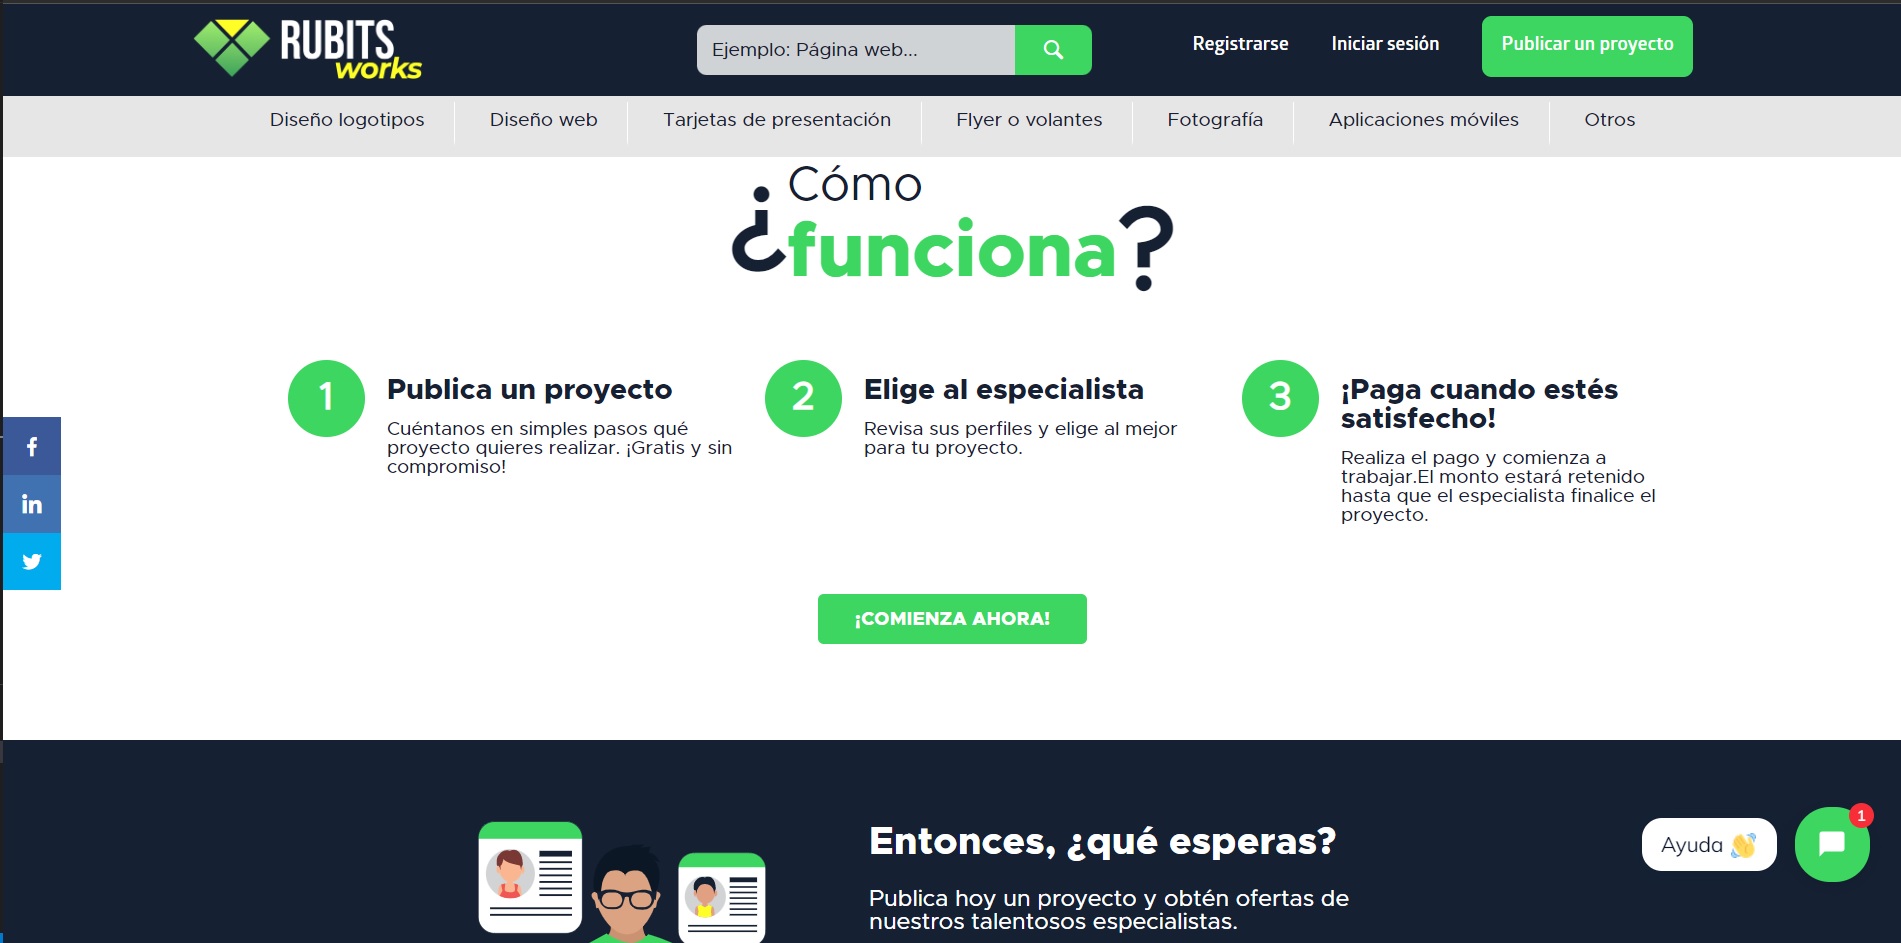 RUBITS
works
Ejemplo: Página web...
Registrarse
Iniciar sesión
Publicar un proyecto
Diseño logotipos
Diseño web
Tarjetas de presentación
Flyer o volantes
Fotografía
Aplicaciones móviles
Otros
¿Cómo
funciona?
1
Publica un proyecto
Cuéntanos en simples pasos qué
proyecto quieres realizar. ¡Gratis y sin
compromiso!
2
Elige al especialista
Revisa sus perfiles y elige al mejor
para tu proyecto.
3
¡Paga cuando estés
satisfecho!
Realiza el pago y comienza a
trabajar.El monto estará retenido
hasta que el especialista finalice el
proyecto.
f
in
¡COMIENZA AHORA!
Entonces, ¿qué esperas?
Publica hoy un proyecto y obtén ofertas de
nuestros talentosos especialistas.
Ayuda 👋
1